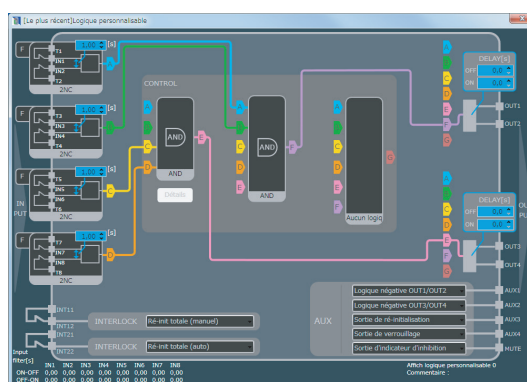 [Le plus récent]Logique personnalisable
F
T1
1,00
[s]
IN1
IN2
T2
2NC
A
F
T3
1,00
[s]
IN3
IN4
T4
2NC
B
F
T5
1,00
[s]
IN5
IN6
T6
2NC
C
F
T7
1,00
[s]
IN7
IN8
T8
2NC
D
IN
PUT
CONTROL
A
B
C
D
AND
AND
E
A
B
C
D
E
AND
AND
F
A
B
C
D
E
F
Aucun logiq
G
A
B
C
D
E
F
G
A
B
C
D
E
F
G
DELAY[s]
OFF 0,0
ON 0,0
OUT1
OUT2
DELAY[s]
OFF 0,0
ON 0,0
OUT3
OUT4
OU
PU
INT11
INT12
INTERLOCK Ré-init totale (manuel)
INT21
INT22
INTERLOCK Ré-init totale (auto)
AUX
Logique négative OUT1/OUT2
AUX1
Logique négative OUT3/OUT4
AUX2
Sortie de ré-initialisation
AUX3
Sortie de verrouillage
AUX4
Sortie d'indicateur d'inhibition
MUTE
Input
filter[s]
IN1 IN2 IN3 IN4 IN5 IN6 IN7 IN8
ON-OFF 0,00 0,00 0,00 0,00 0,00 0,00 0,00 0,00
OFF-ON 0,00 0,00 0,00 0,00 0,00 0,00 0,00 0,00
Affich logique personnalisable 0
Commentaire :